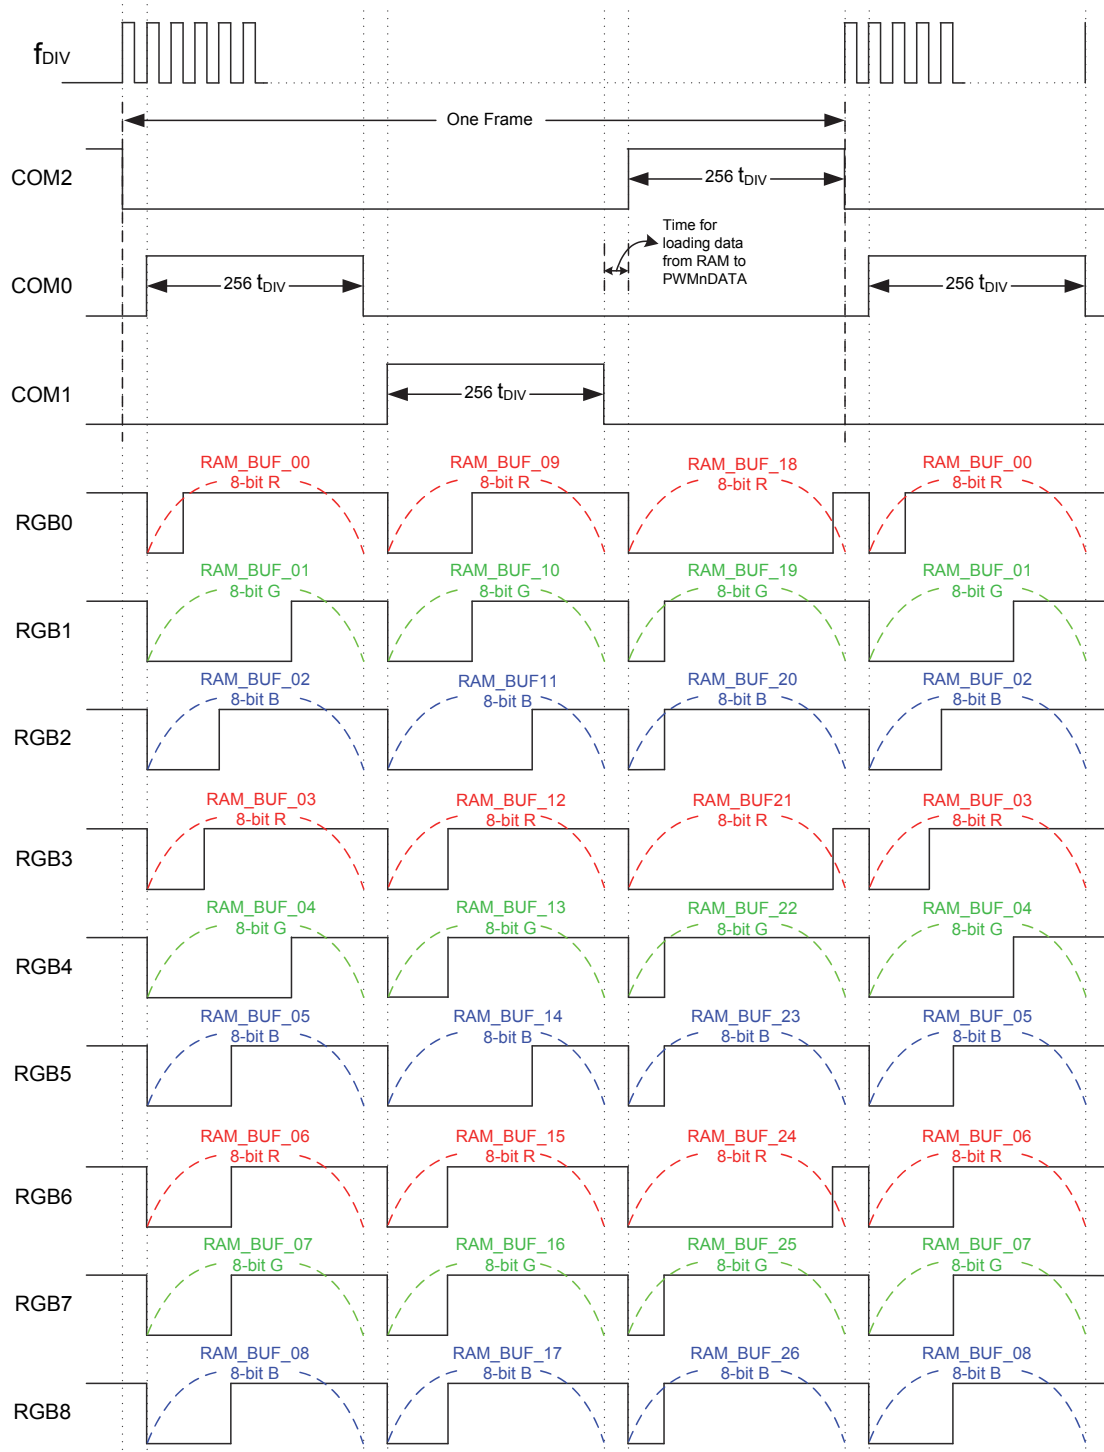 fDIV
One Frame
COM2
256 tDIV
Time for
loading data
from RAM to
PWMnDATA
COM0
256 tDIV
256 tDIV
COM1
256 tDIV
RAM_BUF_00 RAM_BUF_09 RAM_BUF_18 RAM_BUF_00
8-bit R 8-bit R 8-bit R 8-bit R
RGB0
RAM_BUF_01 RAM_BUF_10 RAM_BUF_19 RAM_BUF_01
8-bit G 8-bit G 8-bit G 8-bit G
RGB1
RAM_BUF_02 RAM_BUF11 RAM_BUF_20 RAM_BUF_02
8-bit B 8-bit B 8-bit B 8-bit B
RGB2
RAM_BUF_03 RAM_BUF_12 RAM_BUF21 RAM_BUF_03
8-bit R 8-bit R 8-bit R 8-bit R
RGB3
RAM_BUF_04 RAM_BUF_13 RAM_BUF_22 RAM_BUF_04
8-bit G 8-bit G 8-bit G 8-bit G
RGB4
RAM_BUF_05 RAM_BUF_14 RAM_BUF_23 RAM_BUF_05
8-bit B 8-bit B 8-bit B 8-bit B
RGB5
RAM_BUF_06 RAM_BUF_15 RAM_BUF_24 RAM_BUF_06
8-bit R 8-bit R 8-bit R 8-bit R
RGB6
RAM_BUF_07 RAM_BUF_16 RAM_BUF_25 RAM_BUF_07
8-bit G 8-bit G 8-bit G 8-bit G
RGB7
RAM_BUF_08 RAM_BUF_17 RAM_BUF_26 RAM_BUF_08
8-bit B 8-bit B 8-bit B 8-bit B
RGB8